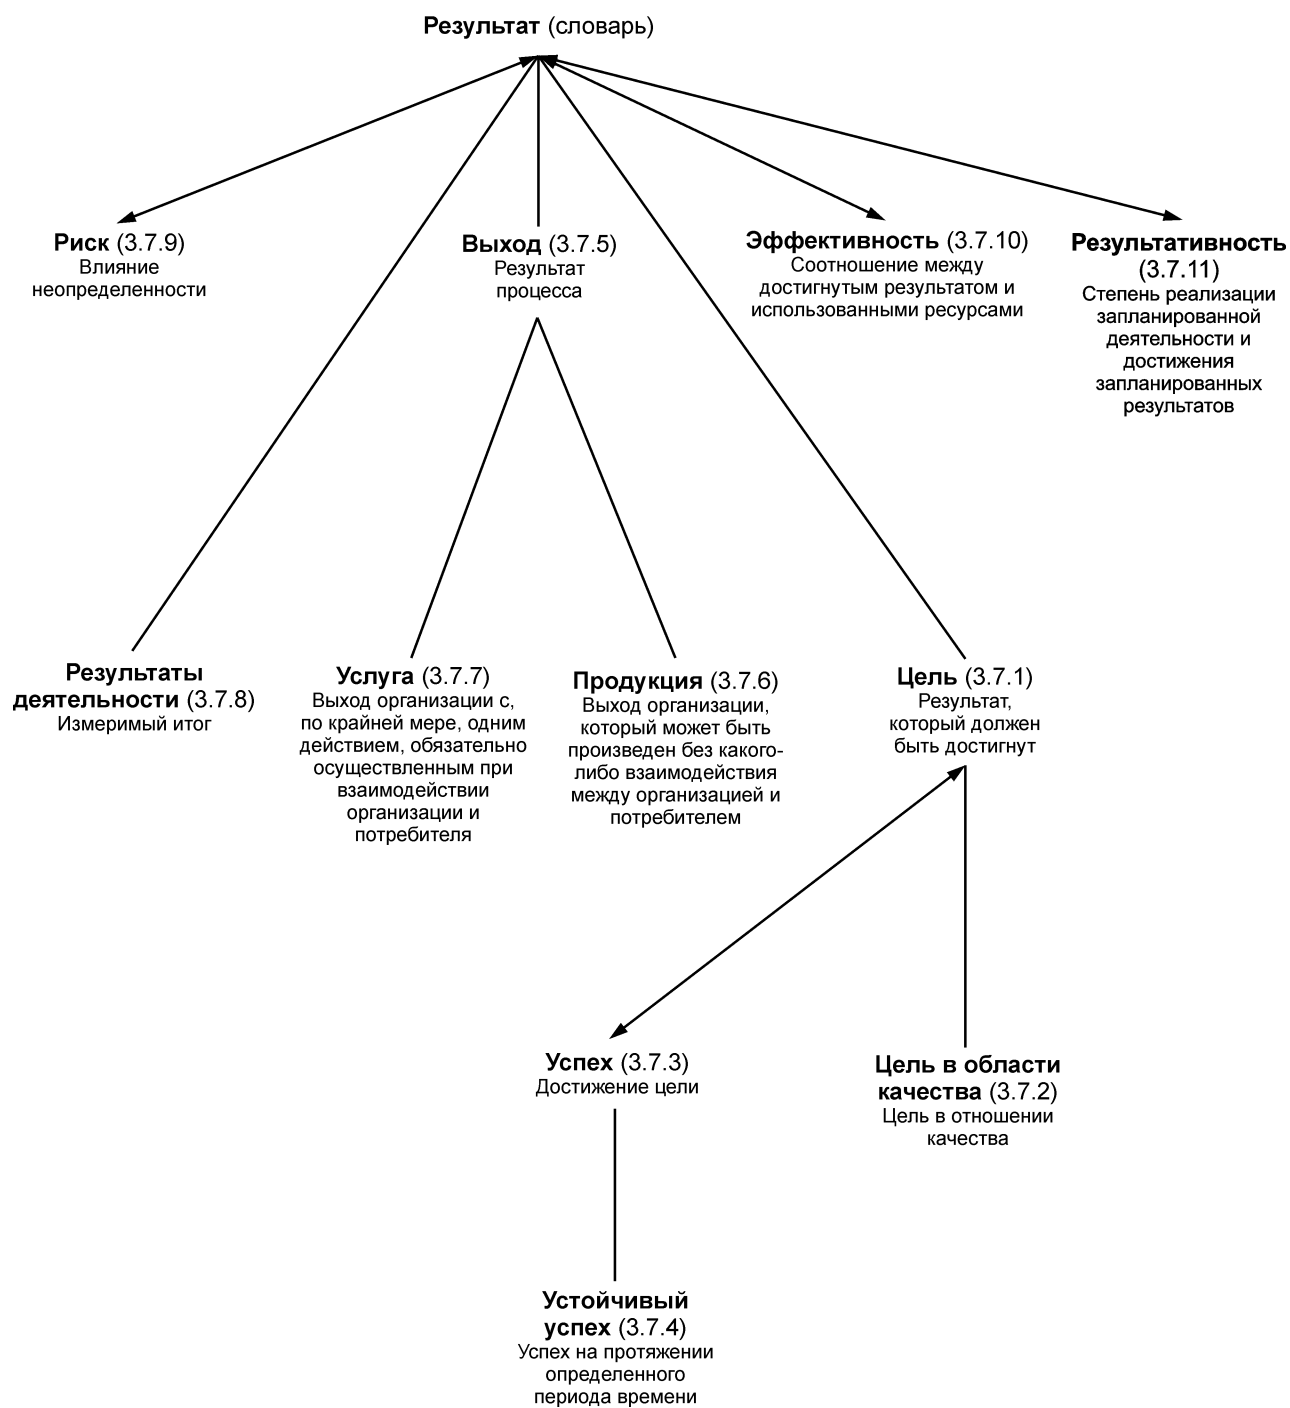 Результат (словарь)
Риск (3.7.9)
Влияние
неопределенности
Выход (3.7.5)
Результат
процесса
Эффективность (3.7.10)
Соотношение между
достигнутым результатом и
использованными ресурсами
Результативность
(3.7.11)
Степень реализации
запланированной
деятельности и
достижения
запланированных
результатов
Результаты
деятельности (3.7.8)
Измеримый итог
Услуга (3.7.7)
Выход организации с,
по крайней мере, одним
действием, обязательно
осуществленным при
взаимодействии
организации и
потребителя
Продукция (3.7.6)
Выход организации,
который может быть
произведен без какого-
либо взаимодействия
между организацией и
потребителем
Цель (3.7.1)
Результат,
который должен
быть достигнут
Успех (3.7.3)
Достижение цели
Цель в области
качества (3.7.2)
Цель в отношении
качества
Устойчивый
успех (3.7.4)
Успех на протяжении
определенного
периода времени